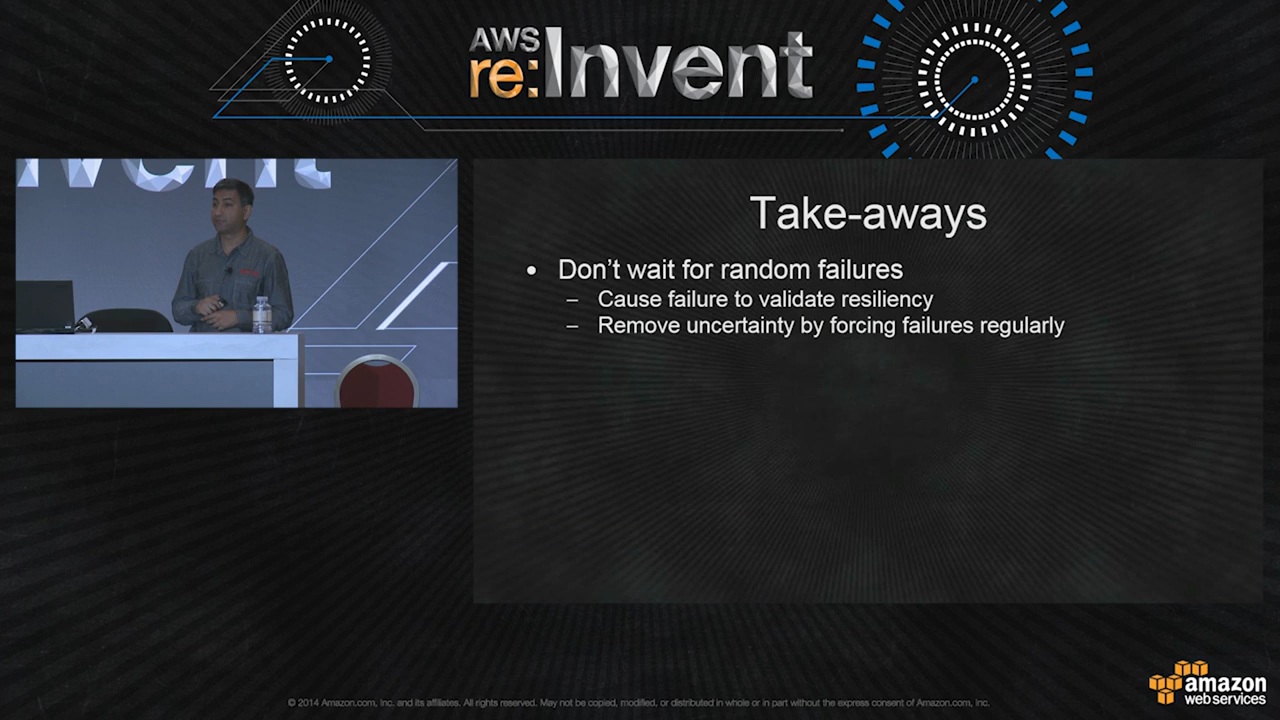 AWS
re:Invent
Take-aways
• Don't wait for random failures
– Cause failure to validate resiliency
– Remove uncertainty by forcing failures regularly
© 2014 Amazon.com, Inc. and its affiliates. All rights reserved. May not be copied, modified, or distributed in whole or in part without the express consent of Amazon.com, Inc.
amazon
web services